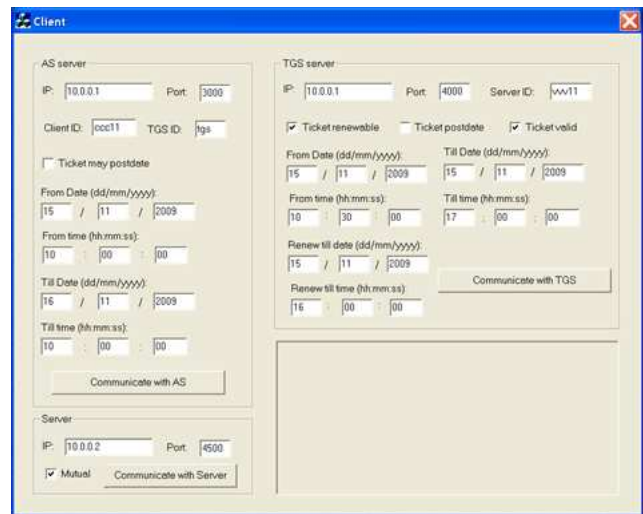 Client
AS server
IP: 10.0.0.1 Port: 3000
Client ID: ccc11 TGS ID: tgs
Ticket may postdate
From Date (dd/mm/yyyy):
15 / 11 / 2009
From time (hh:mm:ss):
10 : 00 : 00
Till Date (dd/mm/yyyy):
16 / 11 / 2009
Till time (hh:mm:ss):
10 : 00 : 00
Communicate with AS
Server
IP: 10.0.0.2 Port: 4500
Mutual Communicate with Server
TGS server
IP: 10.0.0.1 Port: 4000 Server ID: vvv11
Ticket renewable Ticket postdate Ticket valid
From Date (dd/mm/yyyy): Till Date (dd/mm/yyyy):
15 / 11 / 2009 15 / 11 / 2009
From time (hh:mm:ss): Till time (hh:mm:ss):
10 : 30 : 00 17 : 00 : 00
Renew till date (dd/mm/yyyy):
15 / 11 / 2009
Communicate with TGS
Renew till time (hh:mm:ss):
16 : 00 : 00